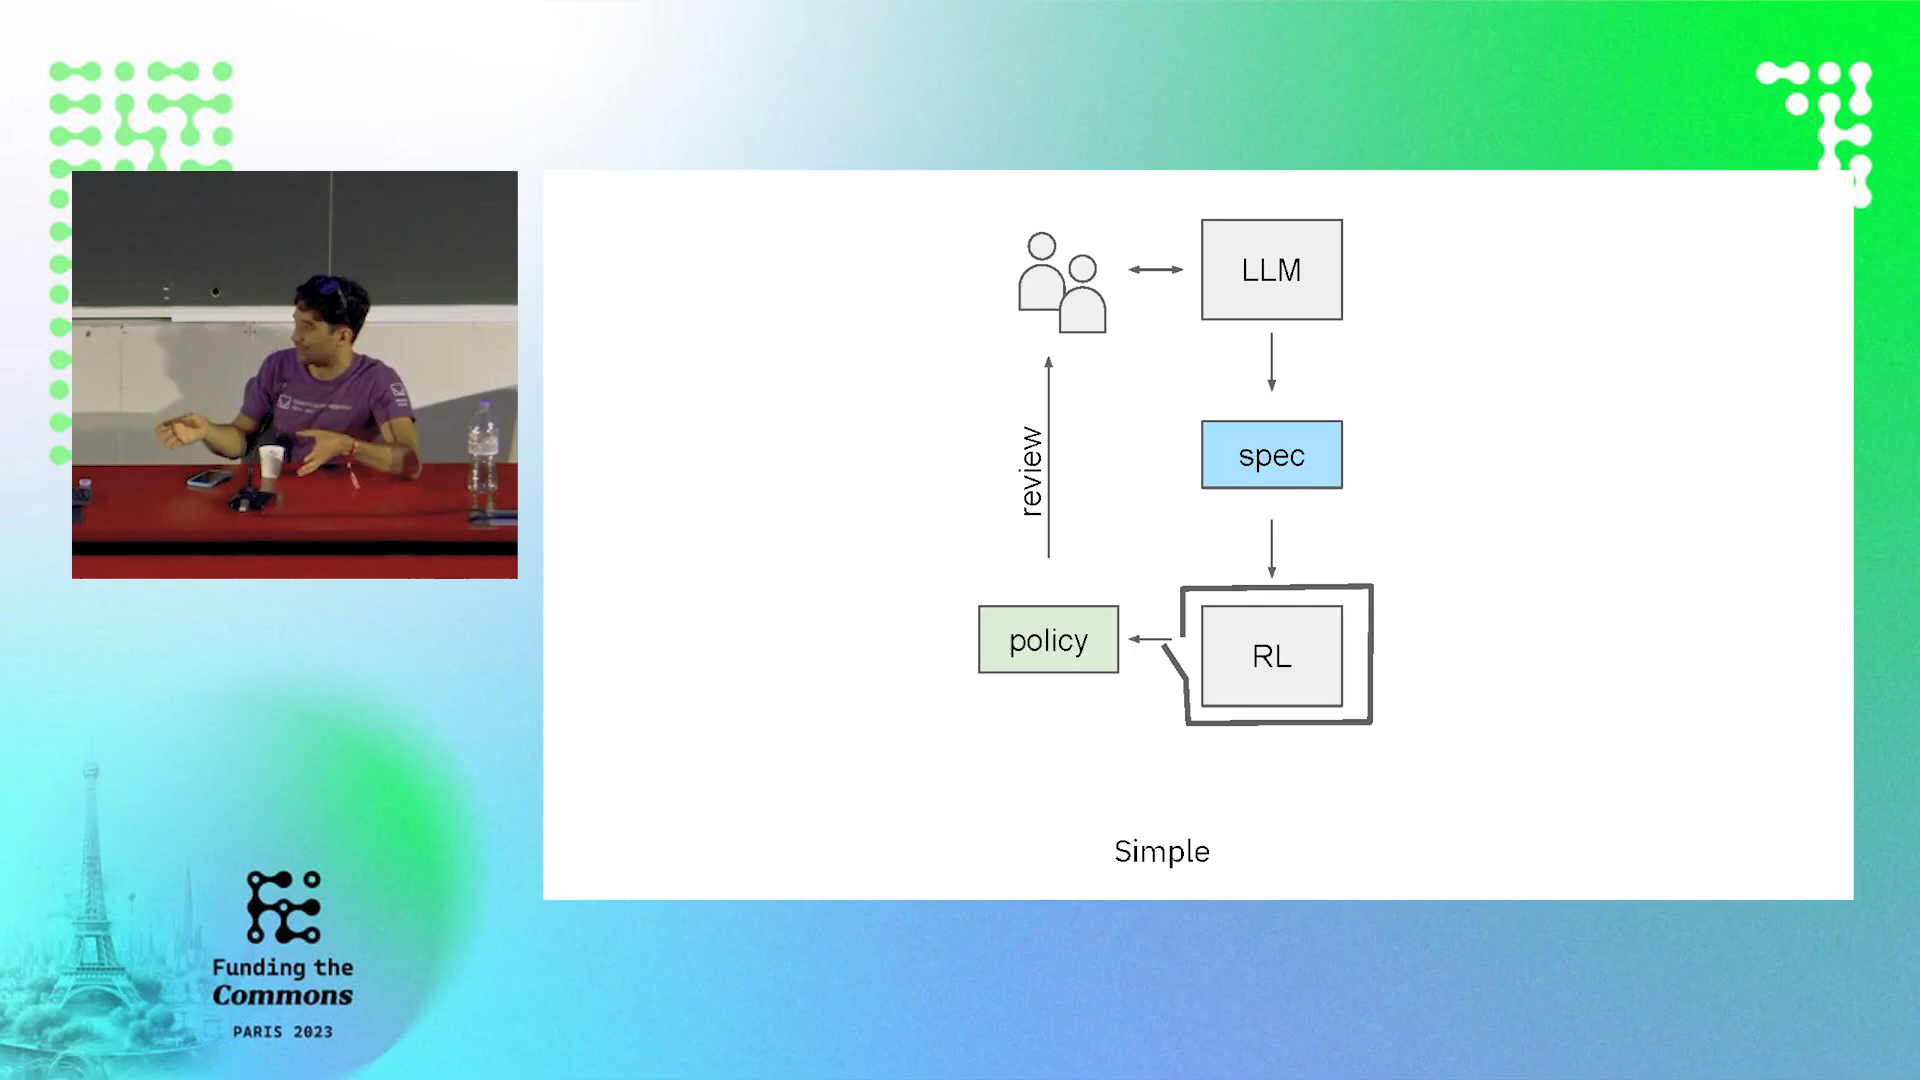 LLM
spec
review
policy
RL
Simple
Funding the
Commons
PARIS 2023